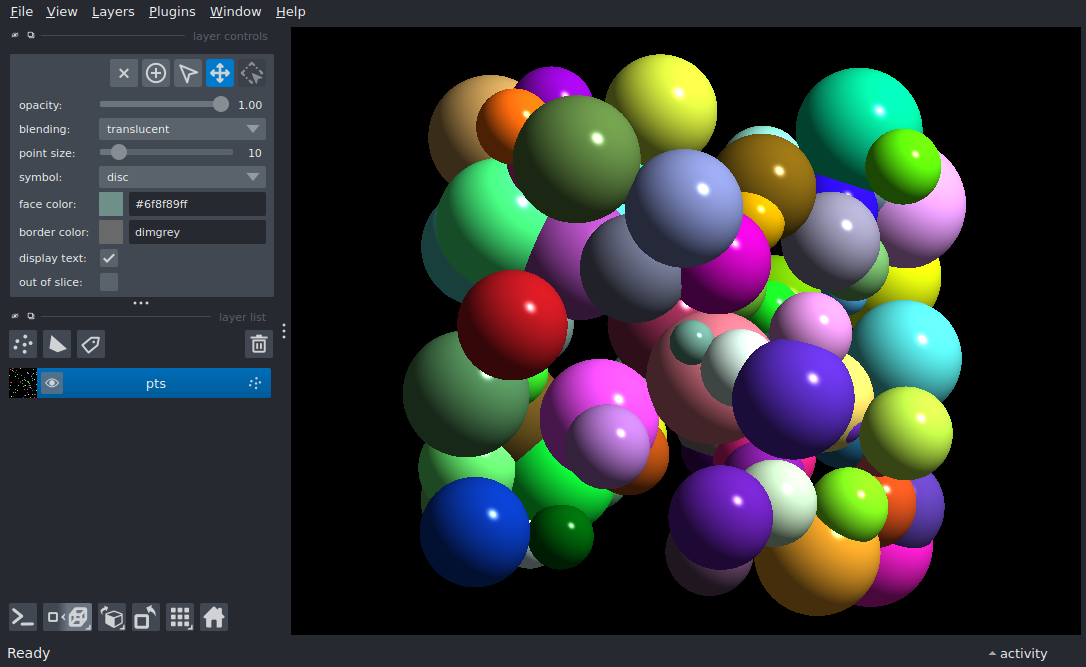 File View Layers Plugins Window Help
layer controls
opacity: 1.00
blending: translucent
point size: 10
symbol: disc
face color: #6f8f89ff
border color: dimgrey
display text:
out of slice:
layer list
pts
Ready activity